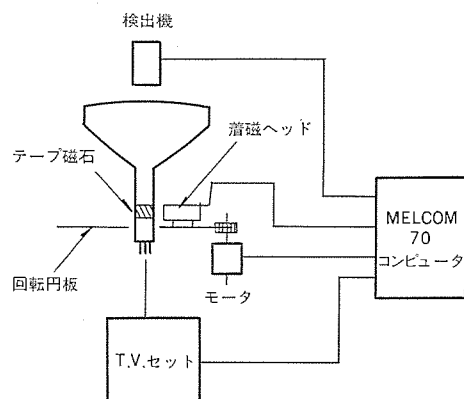 検出機
着磁ヘッド
テープ磁石
MELCOM
70
コンピュータ
回転円板
モータ
T.V.セット